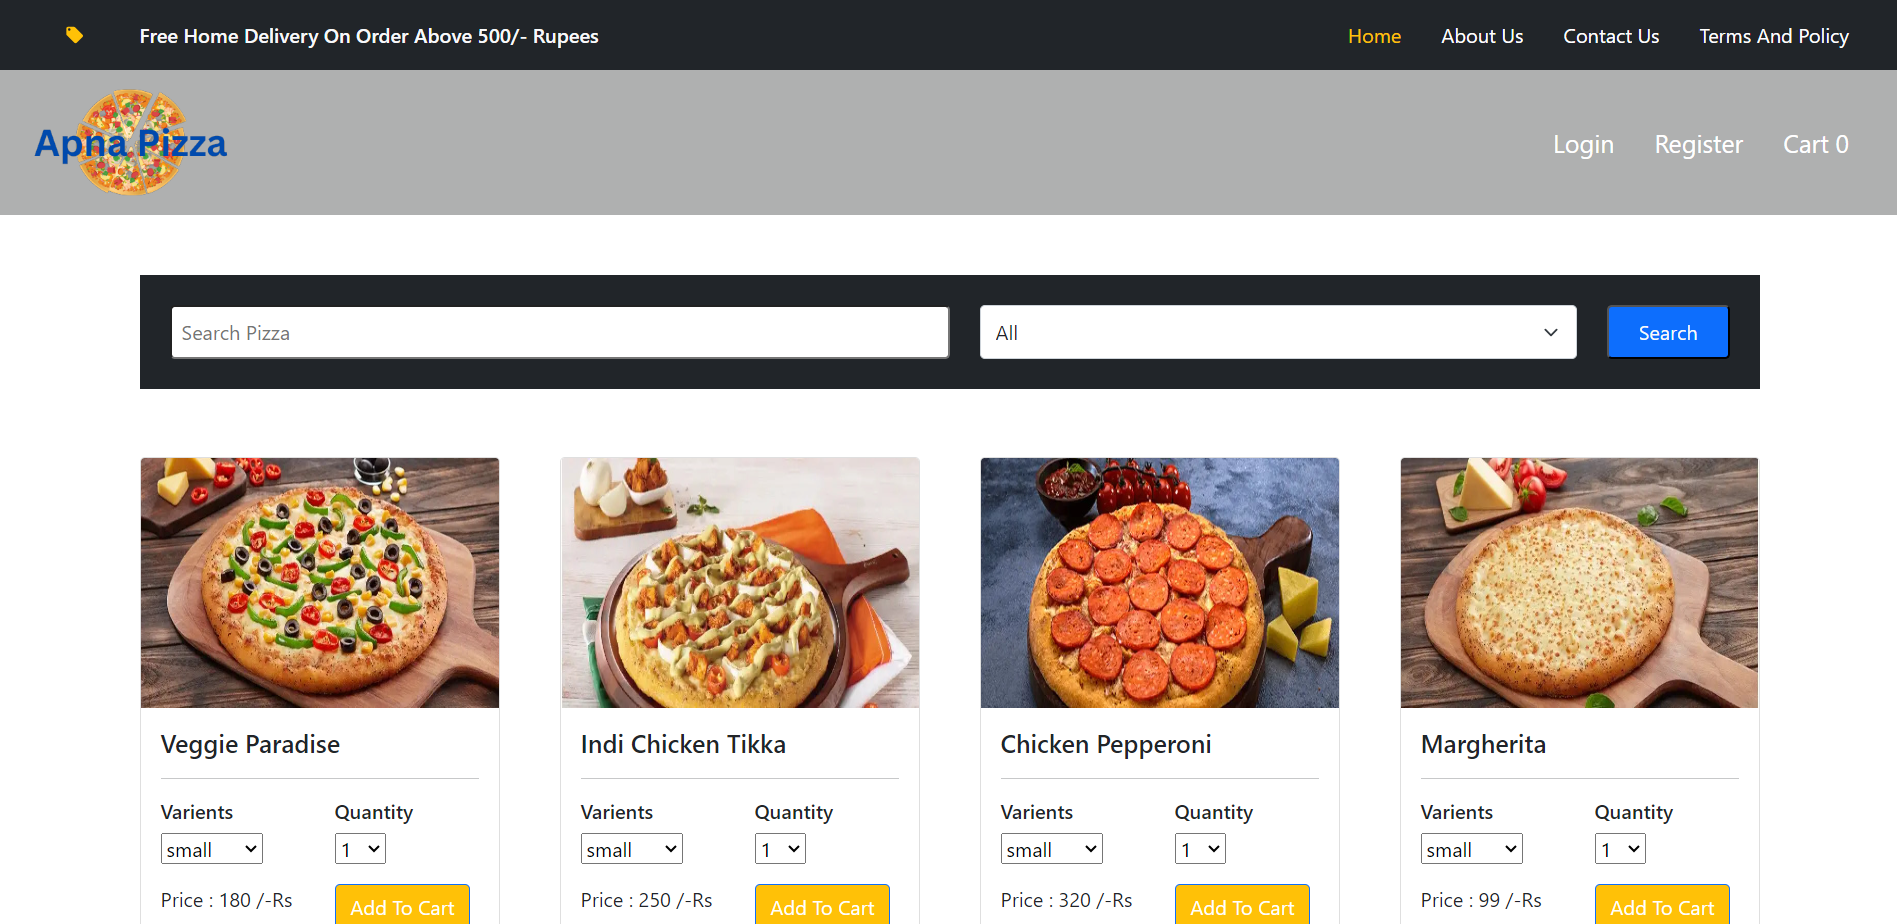 Free Home Delivery On Order Above 500/- Rupees
Home About Us Contact Us Terms And Policy
Apna Pizza
Login Register Cart 0
Search Pizza
All
Search
Veggie Paradise
Varients Quantity
small 1
Price : 180 /-Rs Add To Cart
Indi Chicken Tikka
Varients Quantity
small 1
Price : 250 /-Rs Add To Cart
Chicken Pepperoni
Varients Quantity
small 1
Price : 320 /-Rs Add To Cart
Margherita
Varients Quantity
small 1
Price : 99 /-Rs Add To Cart